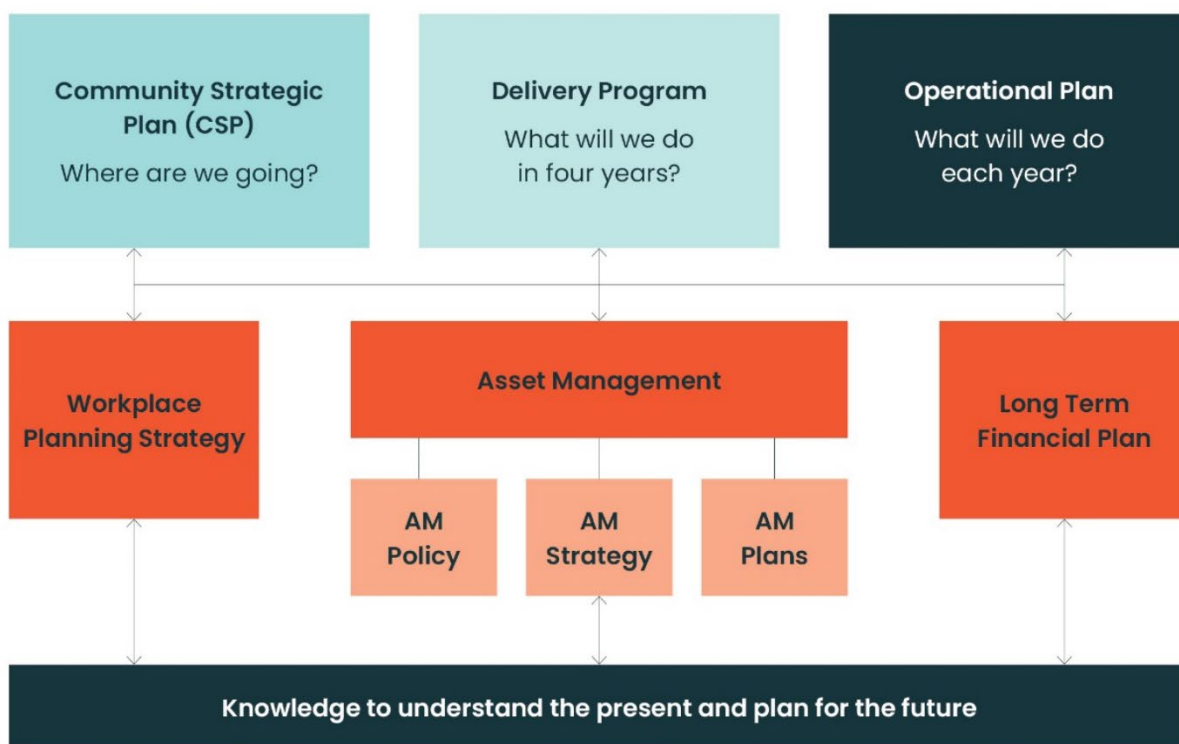 Community Strategic
Plan (CSP)
Where are we going?
Delivery Program
What will we do
in four years?
Operational Plan
What will we do
each year?
Workplace
Planning Strategy
Asset Management
Long Term
Financial Plan
AM
Policy
AM
Strategy
AM
Plans
Knowledge to understand the present and plan for the future